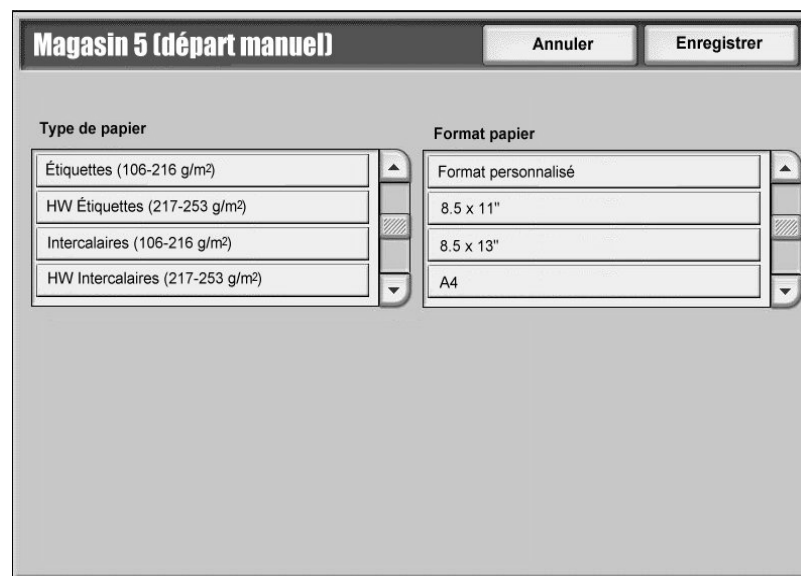 Magasin 5 (départ manuel)
Annuler
Enregistrer
Type de papier
Étiquettes (106-216 g/m²)
HW Étiquettes (217-253 g/m²)
Intercalaires (106-216 g/m²)
HW Intercalaires (217-253 g/m²)
Format papier
Format personnalisé
8.5 x 11"
8.5 x 13"
A4